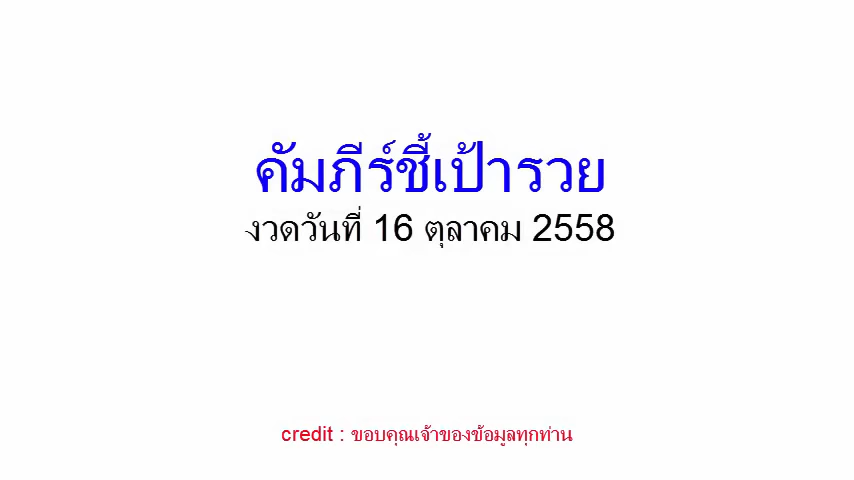 คัมภีร์ชี้เป้ารวย
งวดวันที่ 16 ตุลาคม 2558
credit : ขอบคุณเจ้าของข้อมูลทุกท่าน